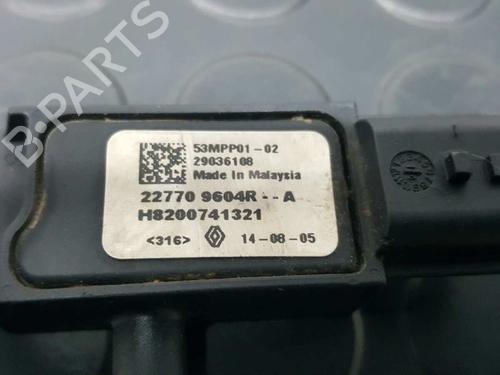 53MPP01-02
29036108
Made in Malaysia
22770 9604R--A
H8200741321
<316> 14-08-05
B-PARTS